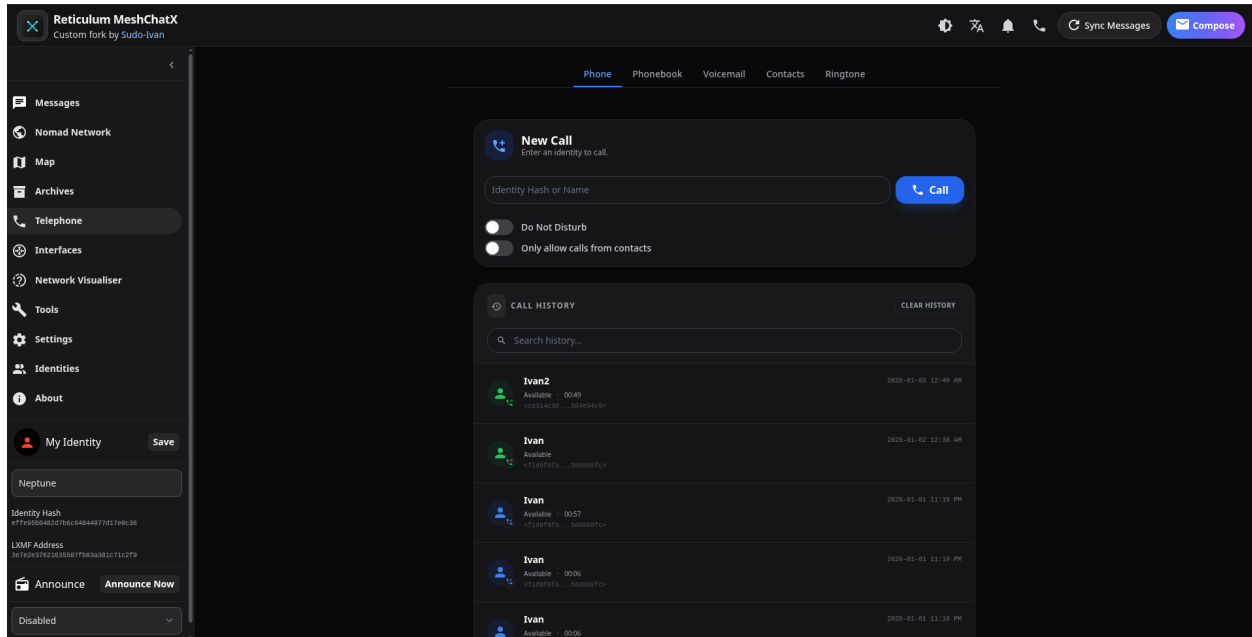 Reticulum MeshChatX
Custom fork by Sudo-Ivan
Sync Messages
Compose
Messages
Nomad Network
Map
Archives
Telephone
Interfaces
Network Visualiser
Tools
Settings
Identities
About
My Identity
Save
Neptune
Identity Hash
LXMF Address
Announce
Announce Now
Disabled
Phone
Phonebook
Voicemail
Contacts
Ringtone
New Call
Enter an identity to call.
Identity Hash or Name
Call
Do Not Disturb
Only allow calls from contacts
CALL HISTORY
CLEAR HISTORY
Search history...
Ivan2
2026-01-02 12:40 AM
Available · 00:49
Ivan
2026-01-02 12:38 AM
Available
Ivan
2026-01-01 11:19 PM
Available · 00:57
Ivan
2026-01-01 11:19 PM
Available · 00:06
Ivan
2026-01-01 11:18 PM
Available · 00:06